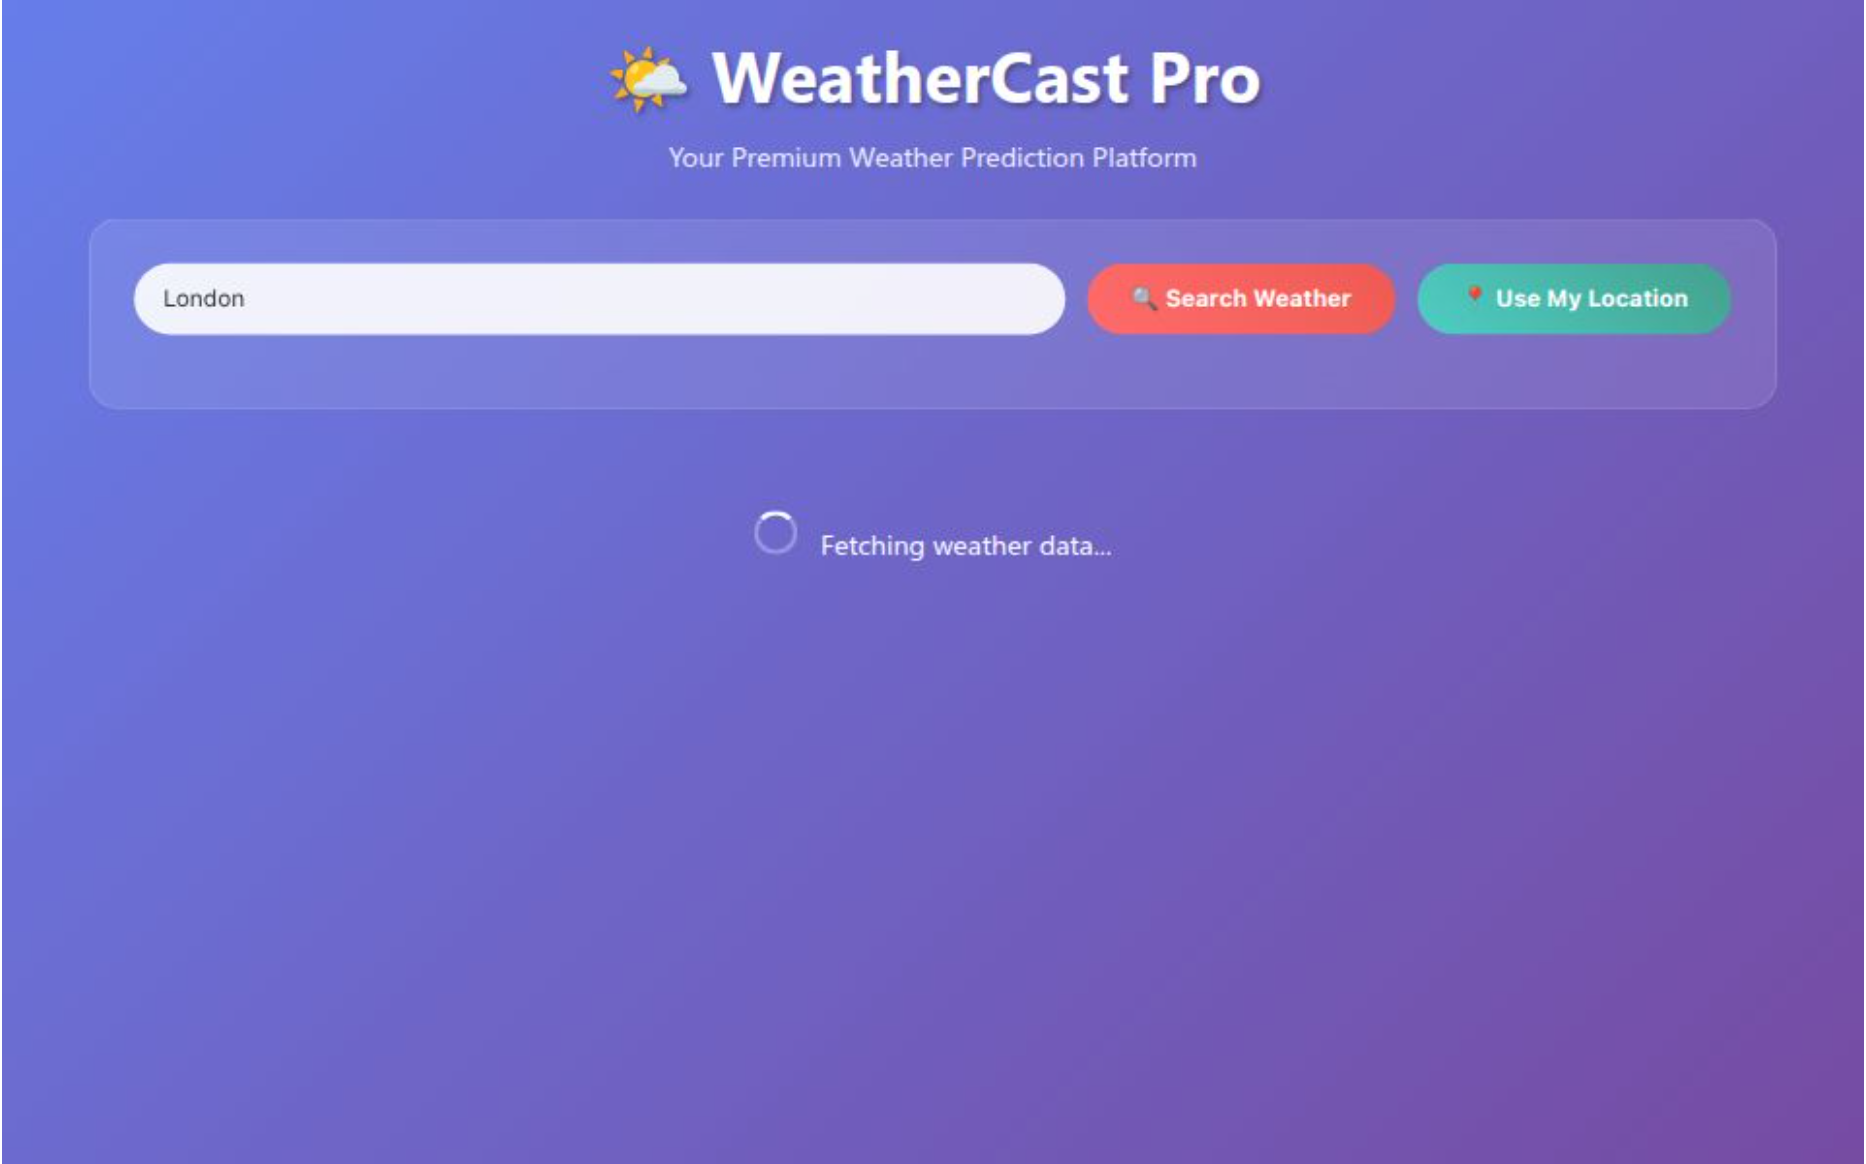 WeatherCast Pro
Your Premium Weather Prediction Platform
London
Search Weather
Use My Location
Fetching weather data...